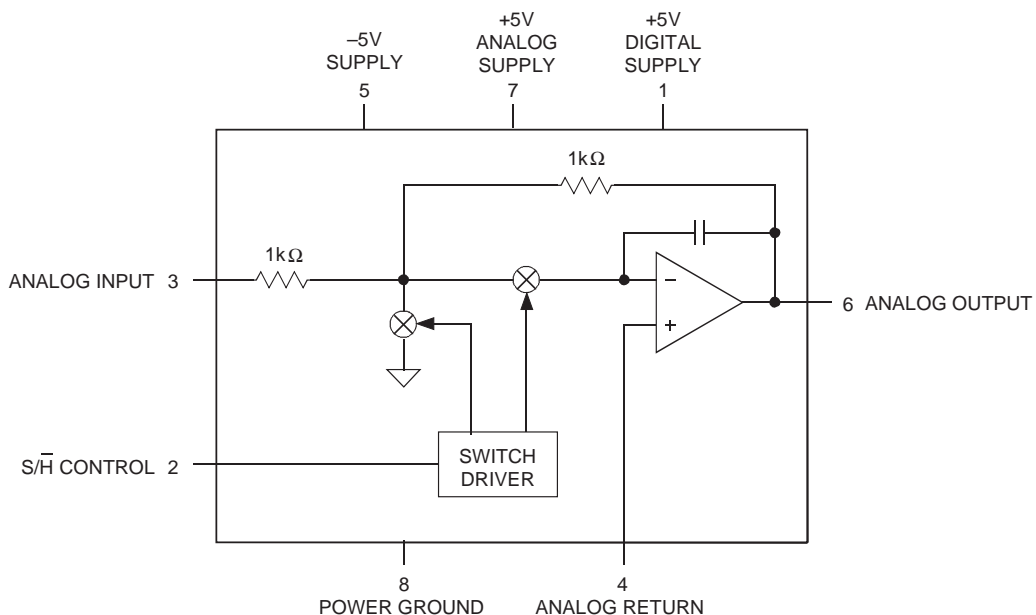 –5V
SUPPLY
5
+5V
ANALOG
SUPPLY
7
+5V
DIGITAL
SUPPLY
1
1kΩ
1kΩ
ANALOG INPUT 3
–
+
6 ANALOG OUTPUT
S/H̅ CONTROL 2
SWITCH
DRIVER
8
POWER GROUND
4
ANALOG RETURN